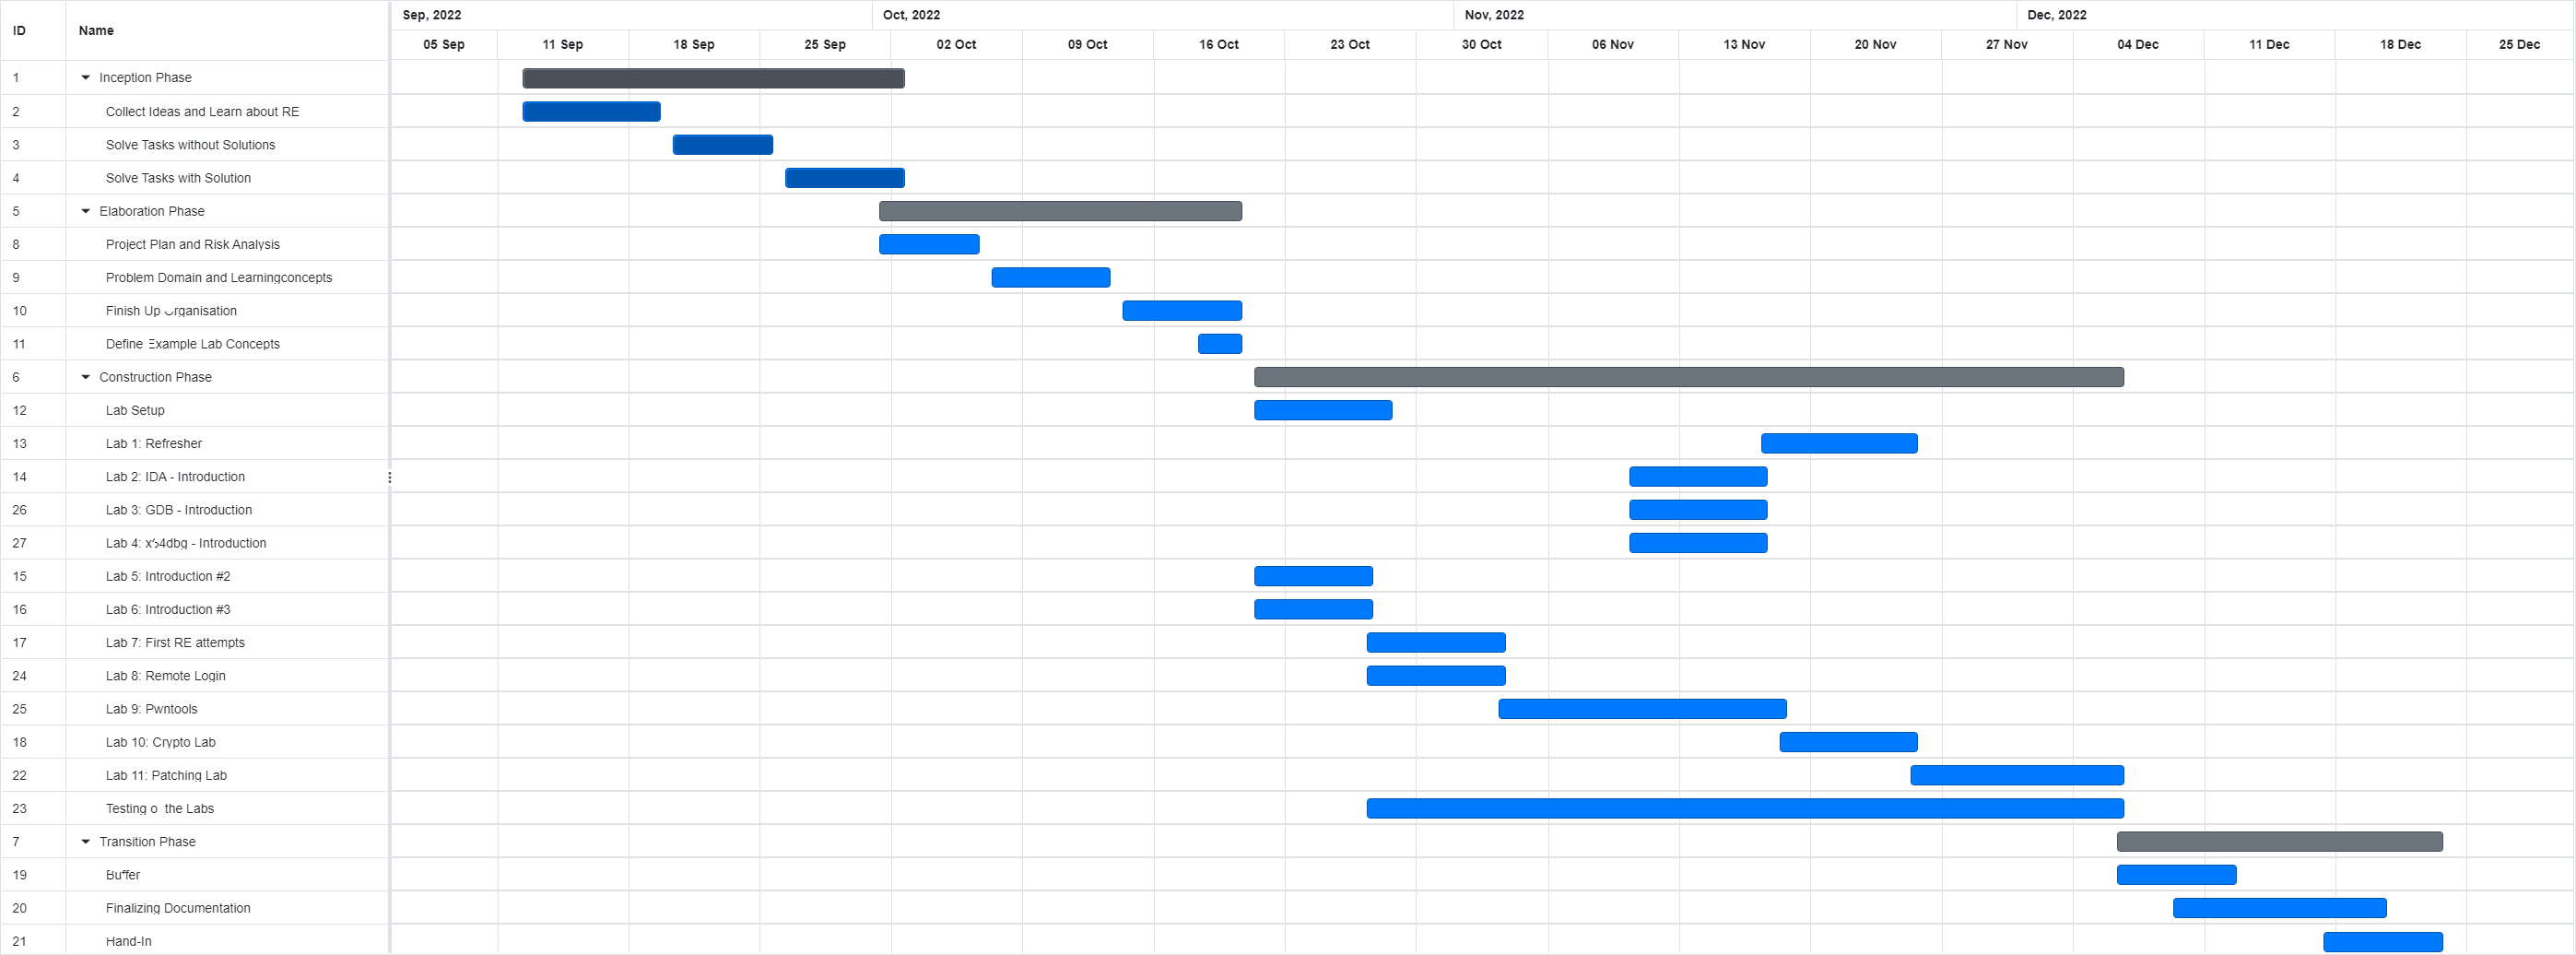 ID Name Sep, 2022 Oct, 2022 Nov, 2022 Dec, 2022
05 Sep 11 Sep 18 Sep 25 Sep 02 Oct 09 Oct 16 Oct 23 Oct 30 Oct 06 Nov 13 Nov 20 Nov 27 Nov 04 Dec 11 Dec 18 Dec 25 Dec
1 Inception Phase
2 Collect Ideas and Learn about RE
3 Solve Tasks without Solutions
4 Solve Tasks with Solution
5 Elaboration Phase
8 Project Plan and Risk Analysis
9 Problem Domain and Learningconcepts
10 Finish Up Organisation
11 Define Example Lab Concepts
6 Construction Phase
12 Lab Setup
13 Lab 1: Refresher
14 Lab 2: IDA - Introduction
26 Lab 3: GDB - Introduction
27 Lab 4: x64dbg - Introduction
15 Lab 5: Introduction #2
16 Lab 6: Introduction #3
17 Lab 7: First RE attempts
24 Lab 8: Remote Login
25 Lab 9: Pwntools
18 Lab 10: Crypto Lab
22 Lab 11: Patching Lab
23 Testing of the Labs
7 Transition Phase
19 Buffer
20 Finalizing Documentation
21 Hand-In